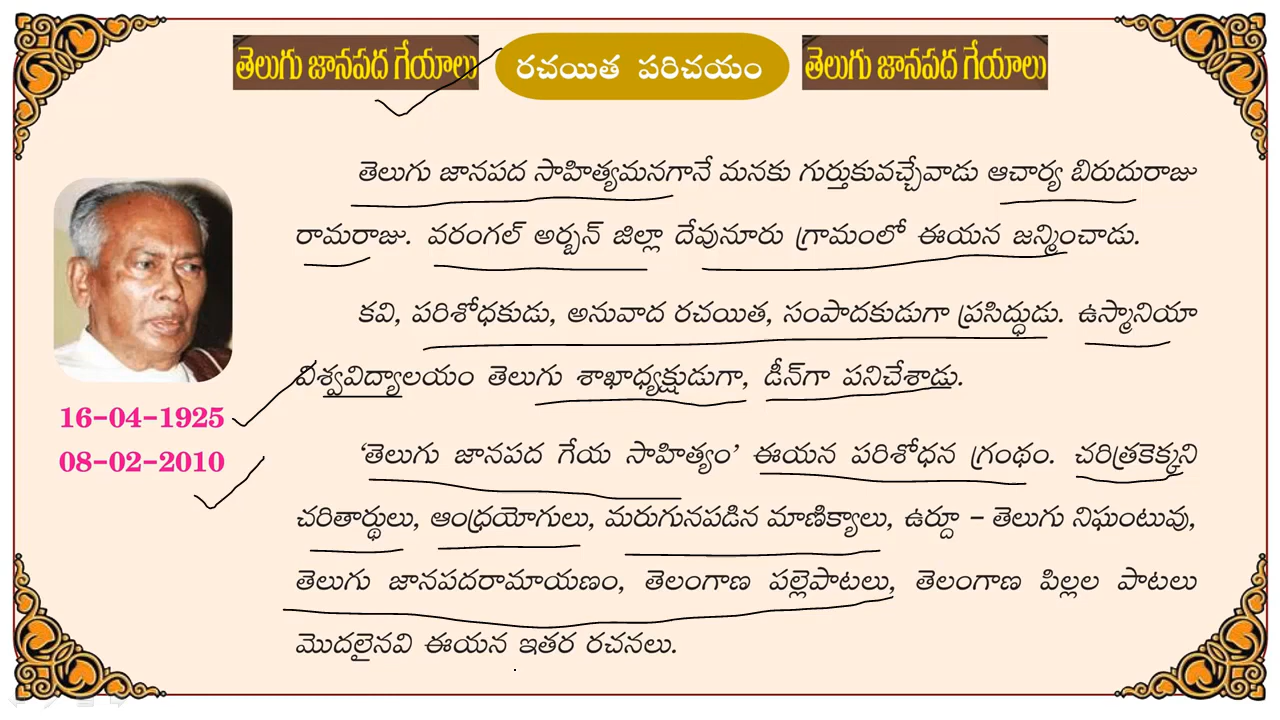 తెలుగు జానపద గేయాలు రచయిత పరిచయం తెలుగు జానపద గేయాలు
తెలుగు జానపద సాహిత్యమనగానే మనకు గుర్తుకువచ్చేవాడు ఆచార్య బిరుదురాజు
రామరాజు. వరంగల్ అర్బన్ జిల్లా దేవునూరు గ్రామంలో ఈయన జన్మించాడు.
కవి, పరిశోధకుడు, అనువాద రచయిత, సంపాదకుడుగా ప్రసిద్ధుడు. ఉస్మానియా
విశ్వవిద్యాలయం తెలుగు శాఖాధ్యక్షుడుగా, డీన్‌గా పనిచేశాడు.
16-04-1925
08-02-2010
‘తెలుగు జానపద గేయ సాహిత్యం’ ఈయన పరిశోధన గ్రంథం. చరిత్రకెక్కని
చరితార్థులు, ఆంధ్రయోగులు, మరుగునపడిన మాణిక్యాలు, ఉర్దూ – తెలుగు నిఘంటువు,
తెలుగు జానపదరామాయణం, తెలంగాణ పల్లెపాటలు, తెలంగాణ పిల్లల పాటలు
మొదలైనవి ఈయన ఇతర రచనలు.